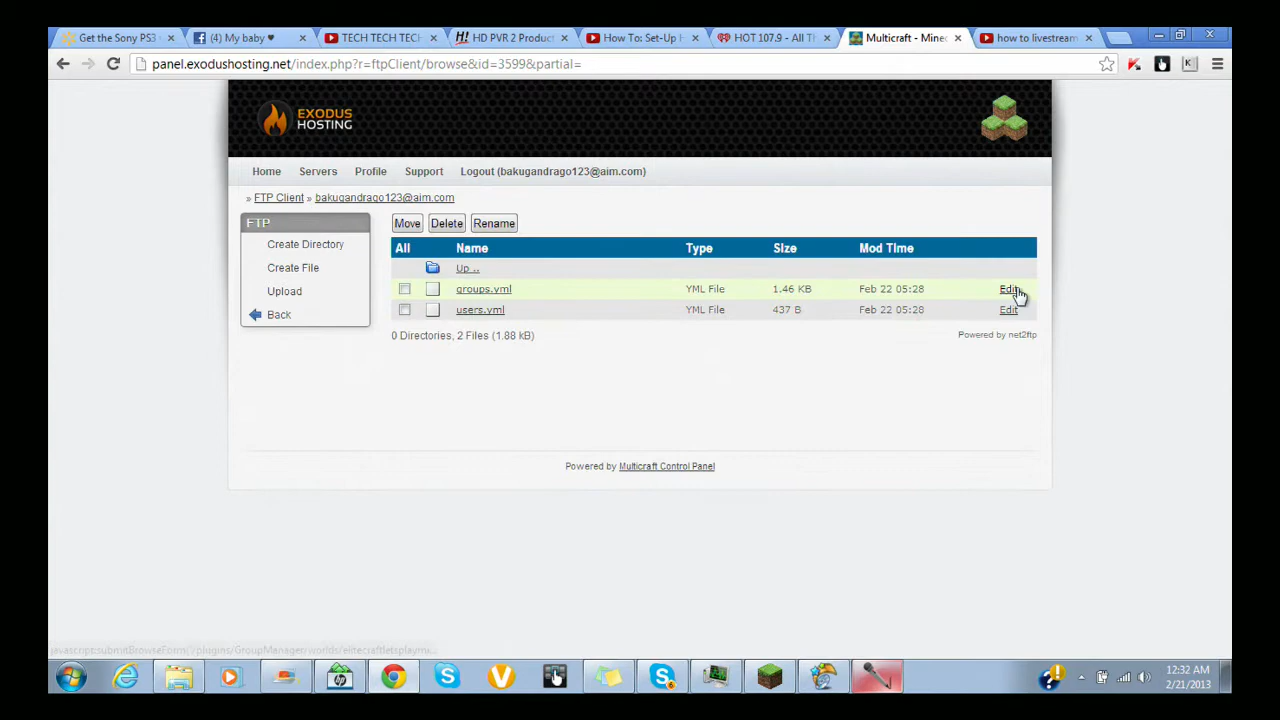 Get the Sony PS3
(4) My baby ♥
TECH TECH TEC
HD PVR 2 Produc
How To: Set-Up H
HOT 107.9 - All Th
Multicraft - Mine
how to livestream
panel.exodushosting.net/index.php?r=ftpClient/browse&id=3599&partial=
EXODUS
HOSTING
Home Servers Profile Support Logout (bakugandrago123@aim.com)
» FTP Client » bakugandrago123@aim.com
FTP
Create Directory
Create File
Upload
Back
Move Delete Rename
All Name Type Size Mod Time
Up ..
groups.yml YML File 1.46 KB Feb 22 05:28 Edit
users.yml YML File 437 B Feb 22 05:28 Edit
0 Directories, 2 Files (1.88 kB)
Powered by net2ftp
Powered by Multicraft Control Panel
12:32 AM
2/21/2013